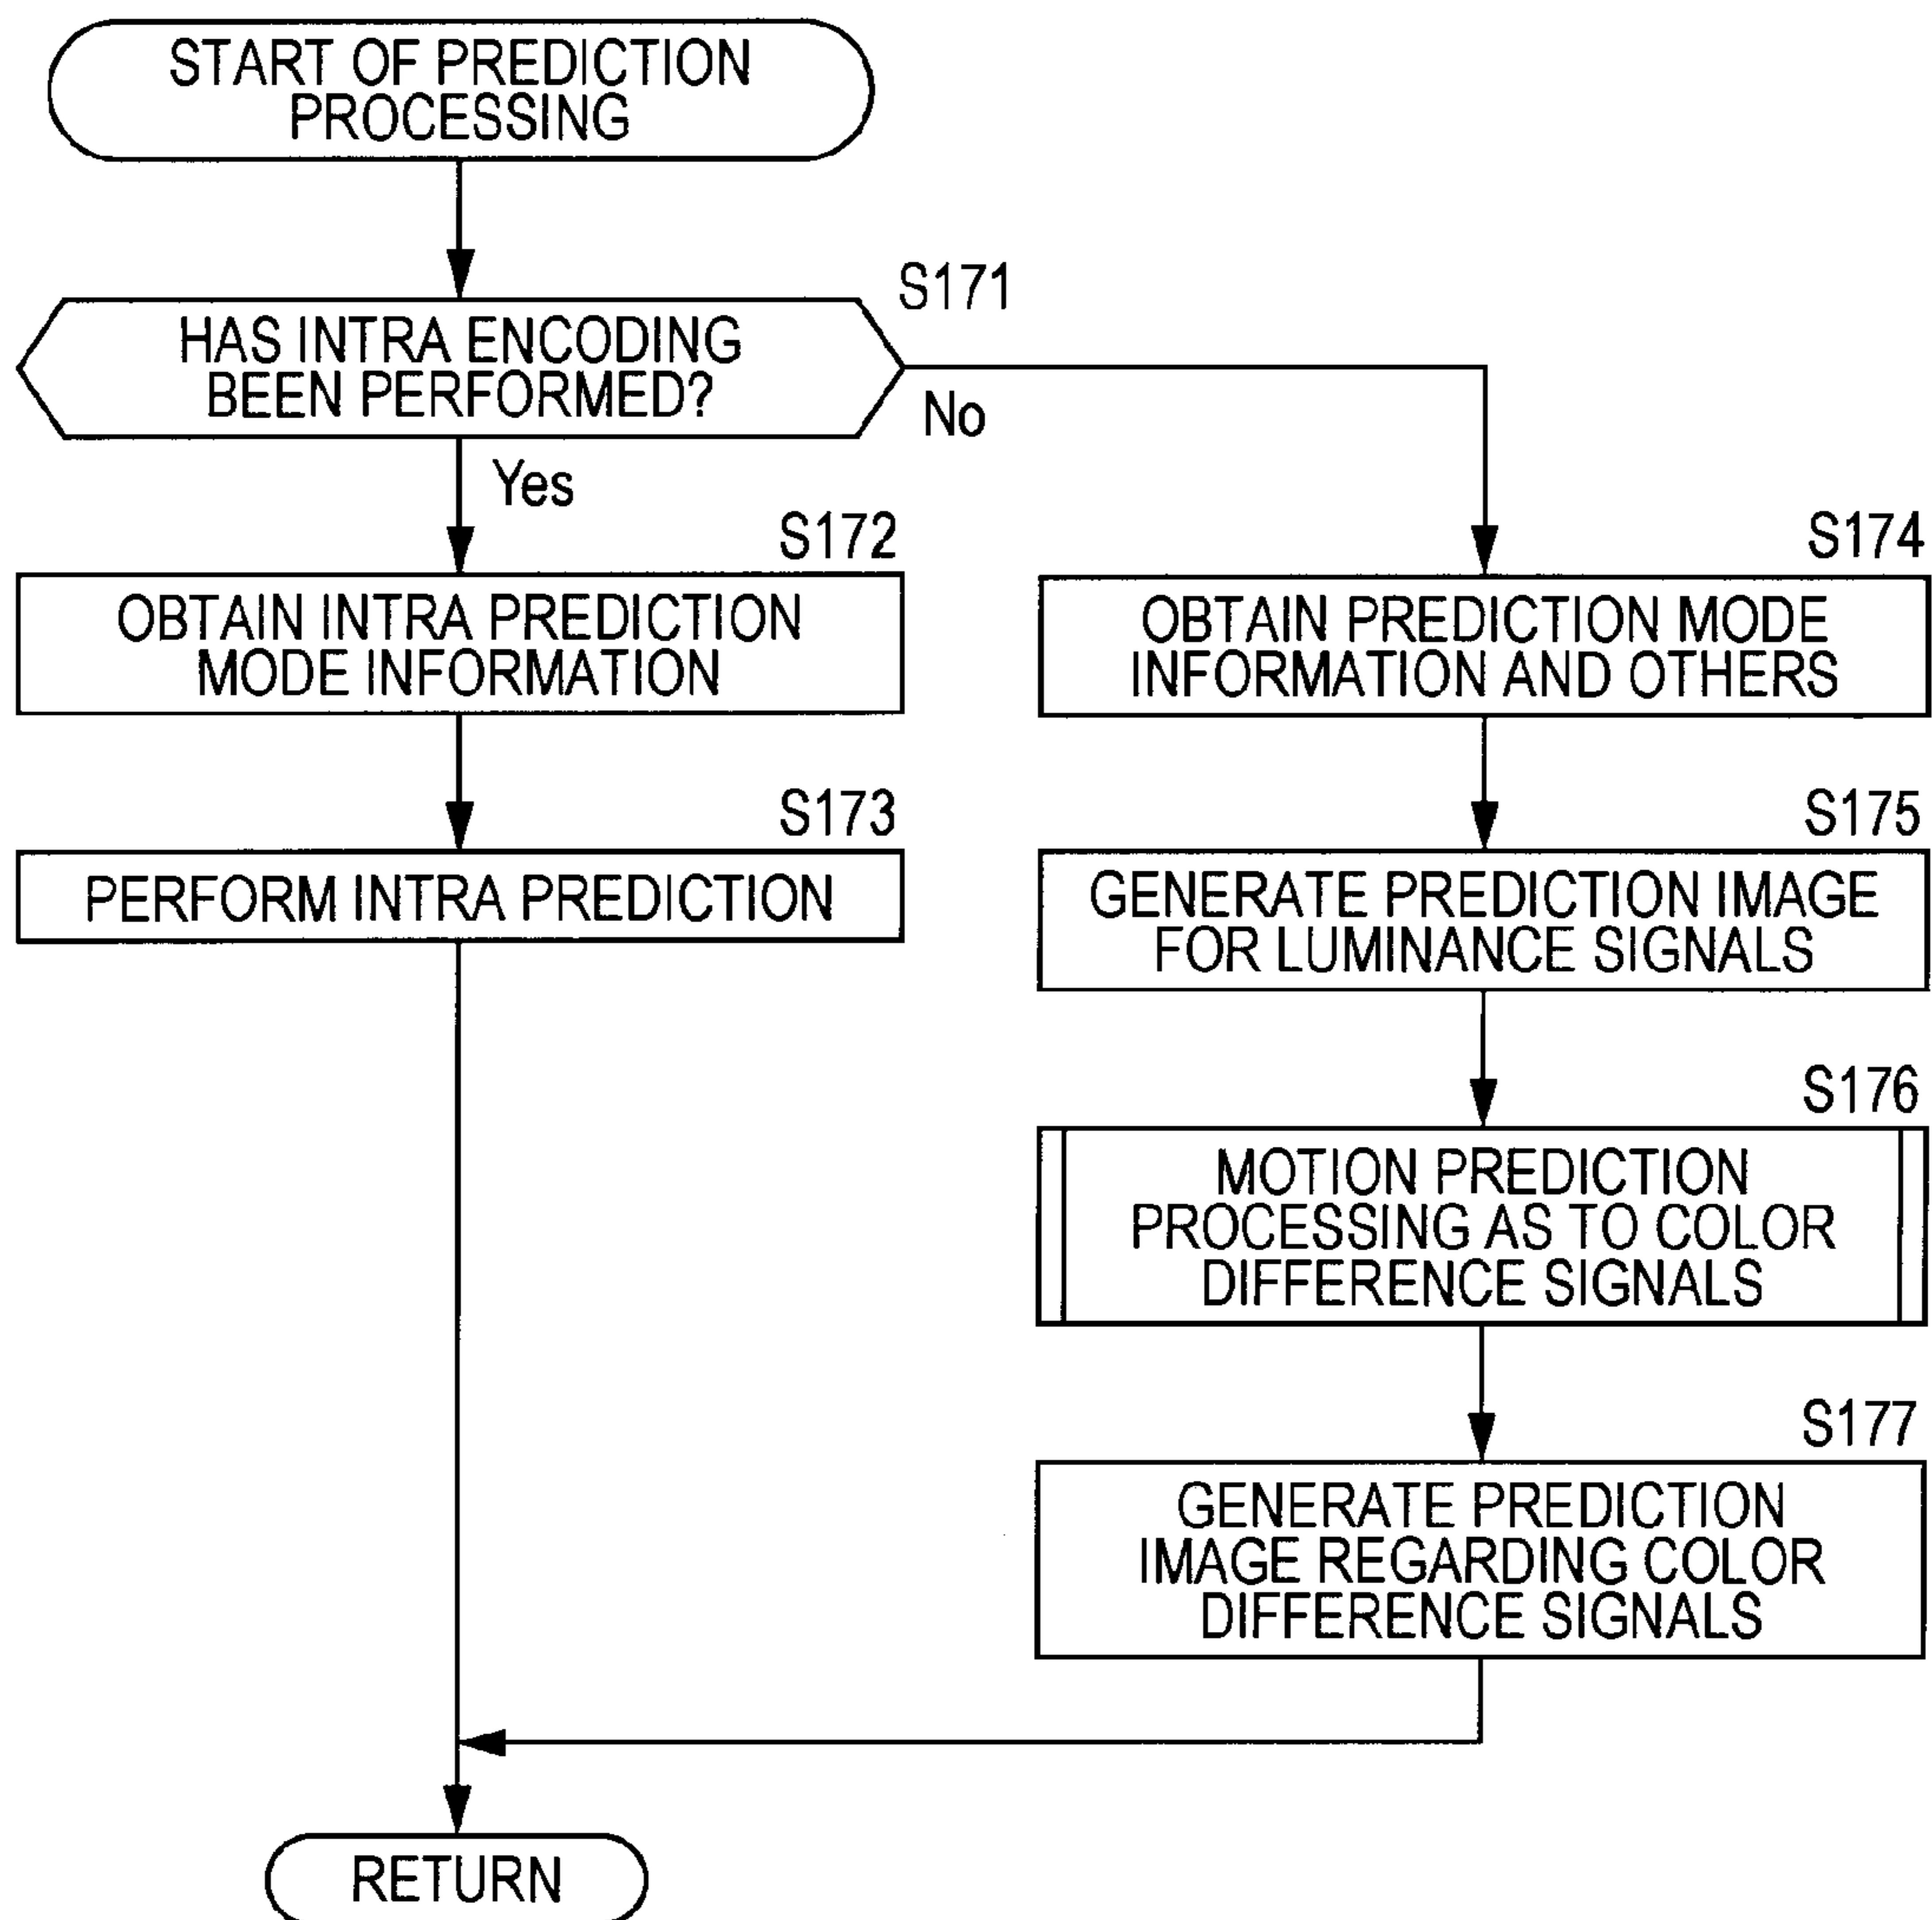 START OF PREDICTION
PROCESSING
S171
HAS INTRA ENCODING
BEEN PERFORMED?
No
Yes
S172
OBTAIN INTRA PREDICTION
MODE INFORMATION
S173
PERFORM INTRA PREDICTION
S174
OBTAIN PREDICTION MODE
INFORMATION AND OTHERS
S175
GENERATE PREDICTION IMAGE
FOR LUMINANCE SIGNALS
S176
MOTION PREDICTION
PROCESSING AS TO COLOR
DIFFERENCE SIGNALS
S177
GENERATE PREDICTION
IMAGE REGARDING COLOR
DIFFERENCE SIGNALS
RETURN